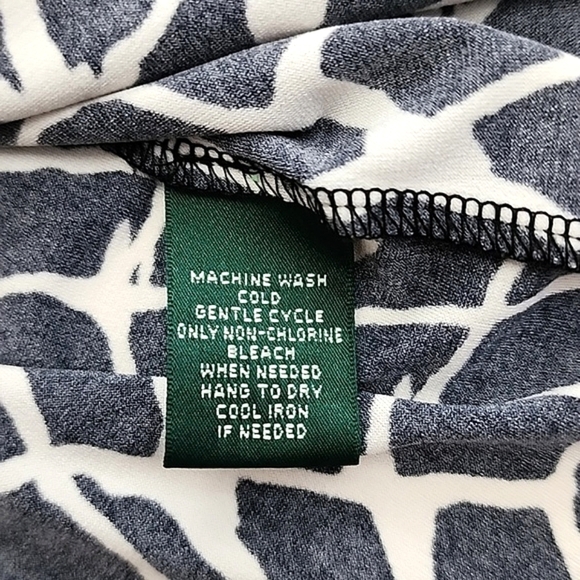 MACHINE WASH
COLD
GENTLE CYCLE
ONLY NON-CHLORINE
BLEACH
WHEN NEEDED
HANG TO DRY
COOL IRON
IF NEEDED